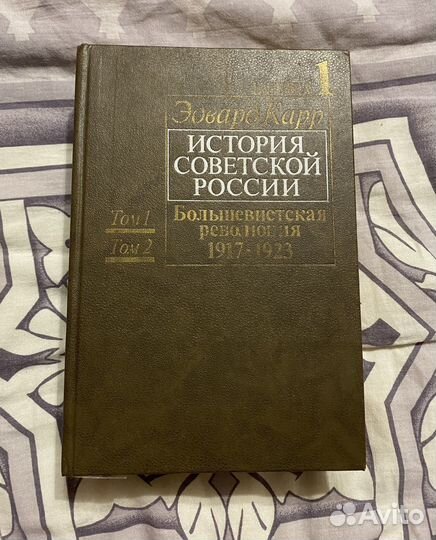 1
Эдвард Карр
ИСТОРИЯ
СОВЕТСКОЙ
РОССИИ
Большевистская
революция
1917-1923
Том 1
Том 2
Avito